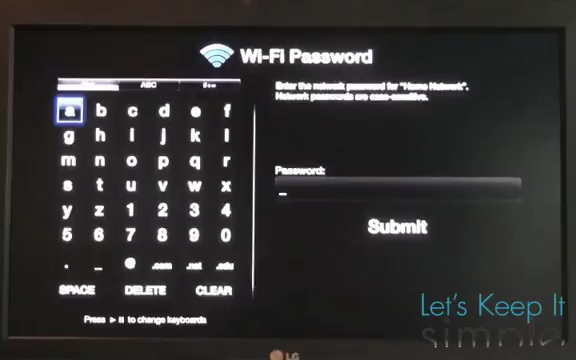 Wi-Fi Password
abc ABC
Enter the network password for "Home Network".
Network passwords are case-sensitive.
a b c d e f
g h i j k l
m n o p q r
s t u v w x
y z 1 2 3 4
5 6 7 8 9 0
. _ @ .com .net .edu
SPACE DELETE CLEAR
Press ►II to change keyboards
Password:
_
Submit
Let's Keep It
simple
LG